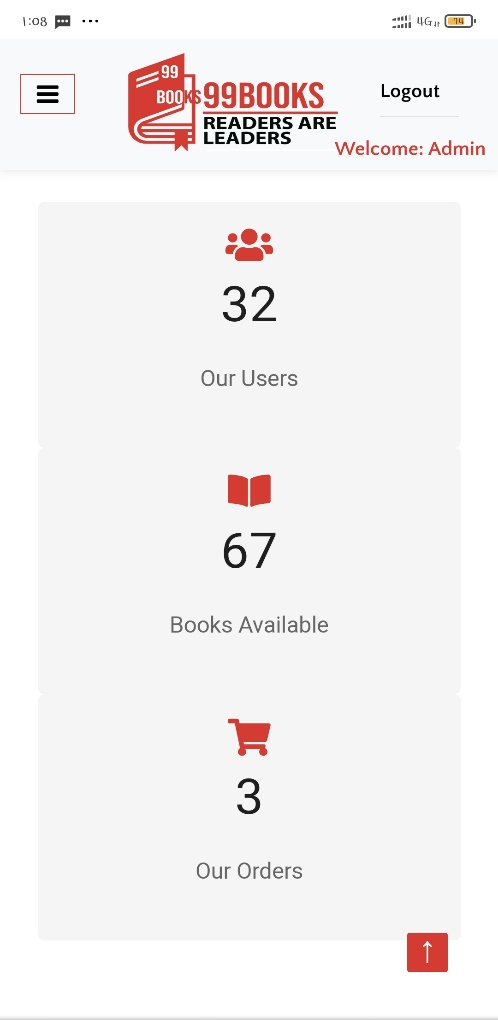 1:08
4G
74
99
BOOKS
99BOOKS
READERS ARE
LEADERS
Logout
Welcome: Admin
32
Our Users
67
Books Available
3
Our Orders